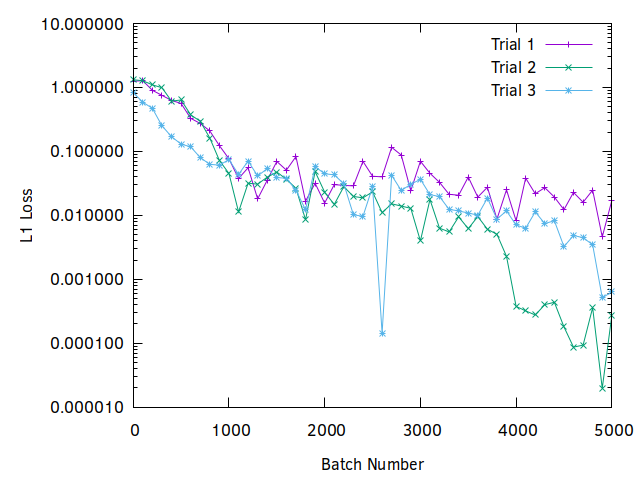 10.000000
1.000000
0.100000
0.010000
0.001000
0.000100
0.000010
L1 Loss
0 1000 2000 3000 4000 5000
Batch Number
Trial 1
Trial 2
Trial 3